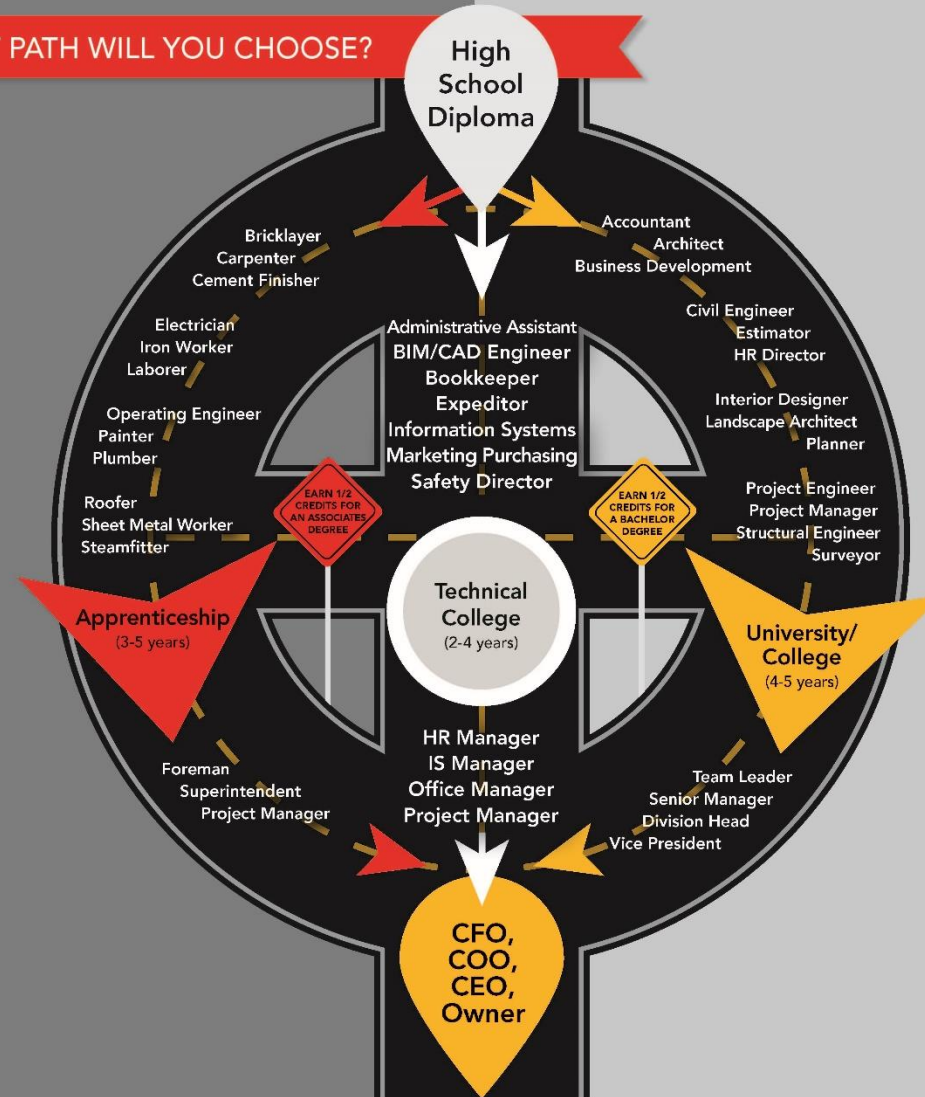 PATH WILL YOU CHOOSE?
High
School
Diploma
Bricklayer
Carpenter
Cement Finisher
Electrician
Iron Worker
Laborer
Operating Engineer
Painter
Plumber
Roofer
Sheet Metal Worker
Steamfitter
Administrative Assistant
BIM/CAD Engineer
Bookkeeper
Expeditor
Information Systems
Marketing Purchasing
Safety Director
Accountant
Architect
Business Development
Civil Engineer
Estimator
HR Director
Interior Designer
Landscape Architect
Planner
Project Engineer
Project Manager
Structural Engineer
Surveyor
EARN 1/2
CREDITS FOR
AN ASSOCIATES
DEGREE
EARN 1/2
CREDITS FOR
A BACHELOR
DEGREE
Apprenticeship
(3-5 years)
Technical
College
(2-4 years)
University/
College
(4-5 years)
Foreman
Superintendent
Project Manager
HR Manager
IS Manager
Office Manager
Project Manager
Team Leader
Senior Manager
Division Head
Vice President
CFO,
COO,
CEO,
Owner